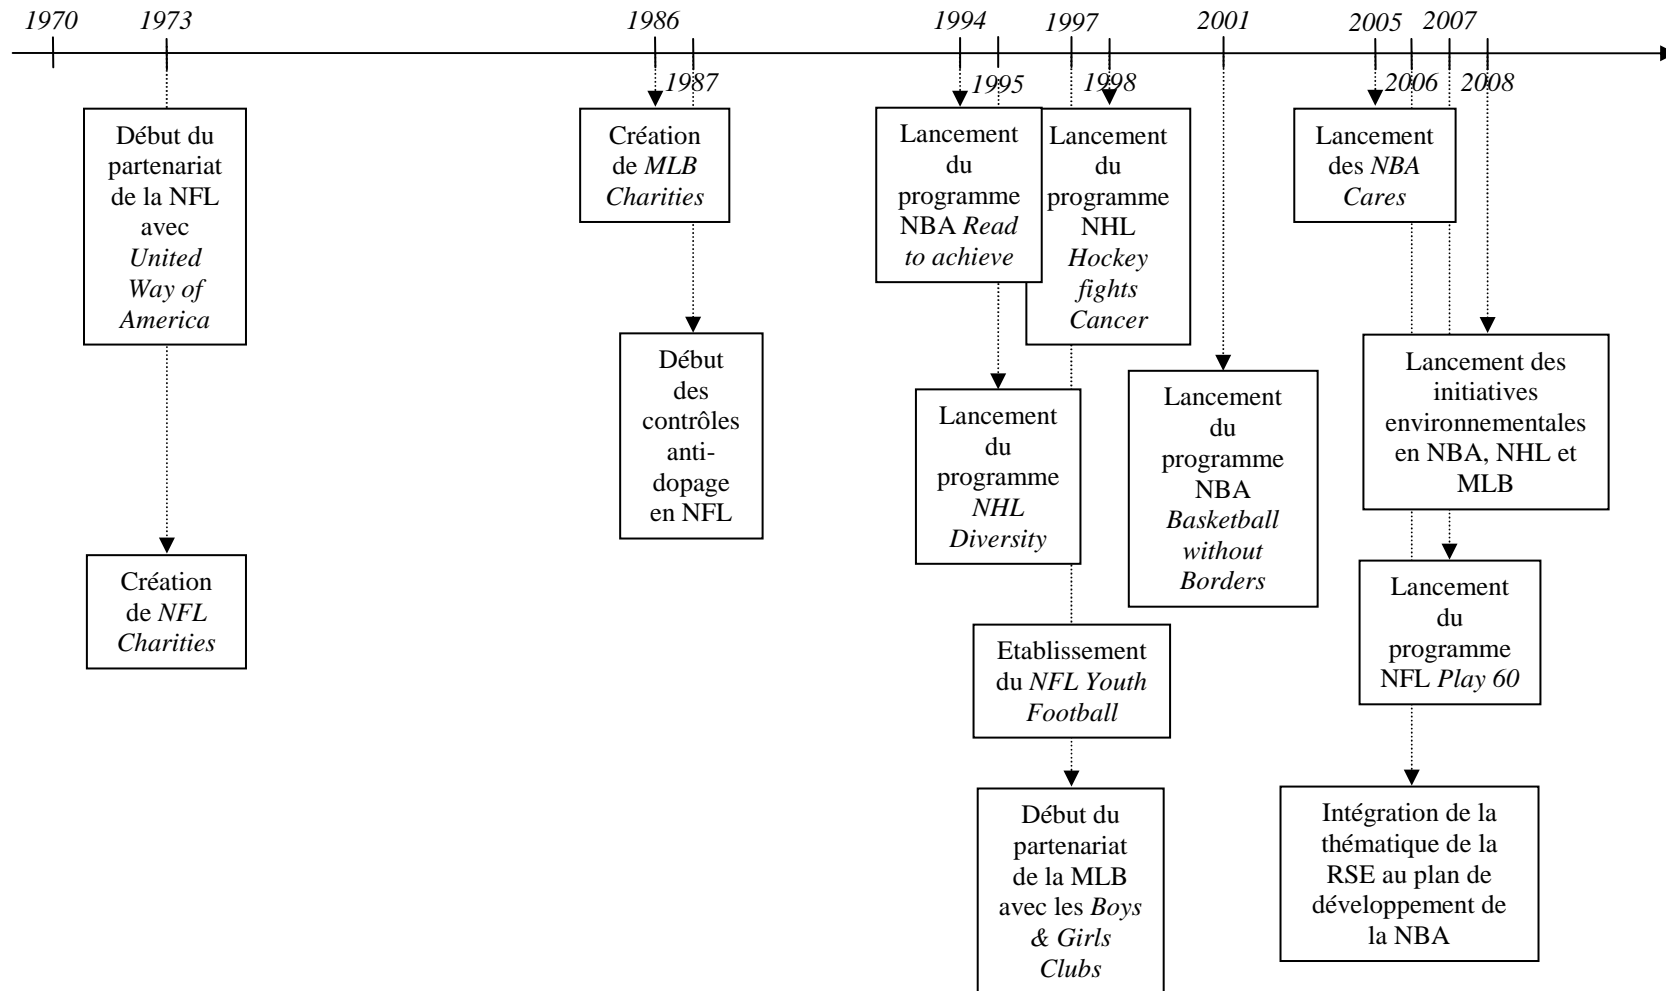 1970
1973
1986
1987
1994
1995
1997
1998
2001
2005
2006
2007
2008
Début du
partenariat
de la NFL
avec
United
Way of
America
Création
de NFL
Charities
Création
de MLB
Charities
Début
des
contrôles
anti-
dopage
en NFL
Lancement
du
programme
NBA Read
to achieve
Lancement
du
programme
NHL
Diversity
Lancement
du
programme
NHL
Hockey
fights
Cancer
Etablissement
du NFL Youth
Football
Début du
partenariat
de la MLB
avec les Boys
& Girls
Clubs
Lancement
du
programme
NBA
Basketball
without
Borders
Lancement
des NBA
Cares
Lancement des
initiatives
environnementales
en NBA, NHL et
MLB
Lancement
du
programme
NFL Play 60
Intégration de la
thématique de la
RSE au plan de
développement de
la NBA